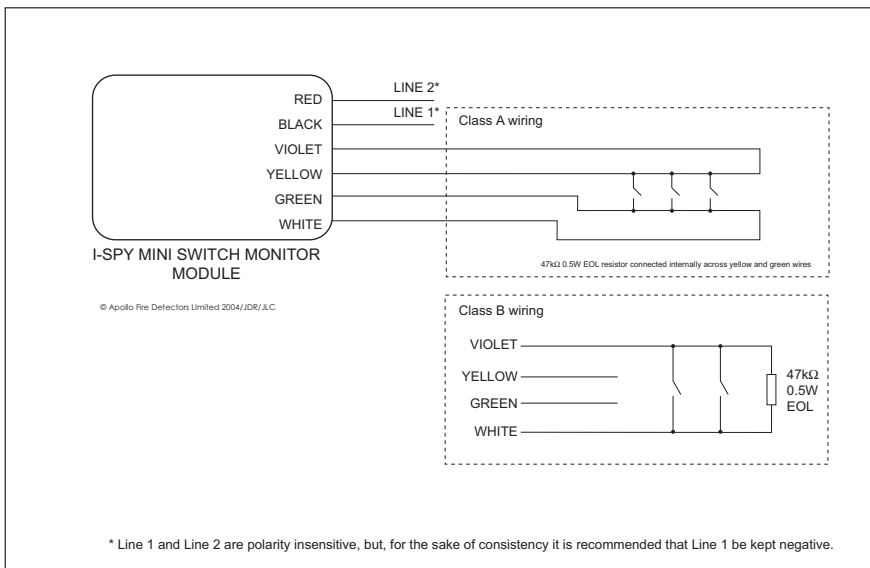 LINE 2*
RED
LINE 1*
BLACK
Class A wiring
VIOLET
YELLOW
GREEN
WHITE
47kΩ 0.5W EOL resistor connected internally across yellow and green wires
I-SPY MINI SWITCH MONITOR
MODULE
© Apollo Fire Detectors LImited 2004/JDR/JLC
Class B wiring
VIOLET
YELLOW
GREEN
WHITE
47kΩ
0.5W
EOL
* Line 1 and Line 2 are polarity insensitive, but, for the sake of consistency it is recommended that Line 1 be kept negative.